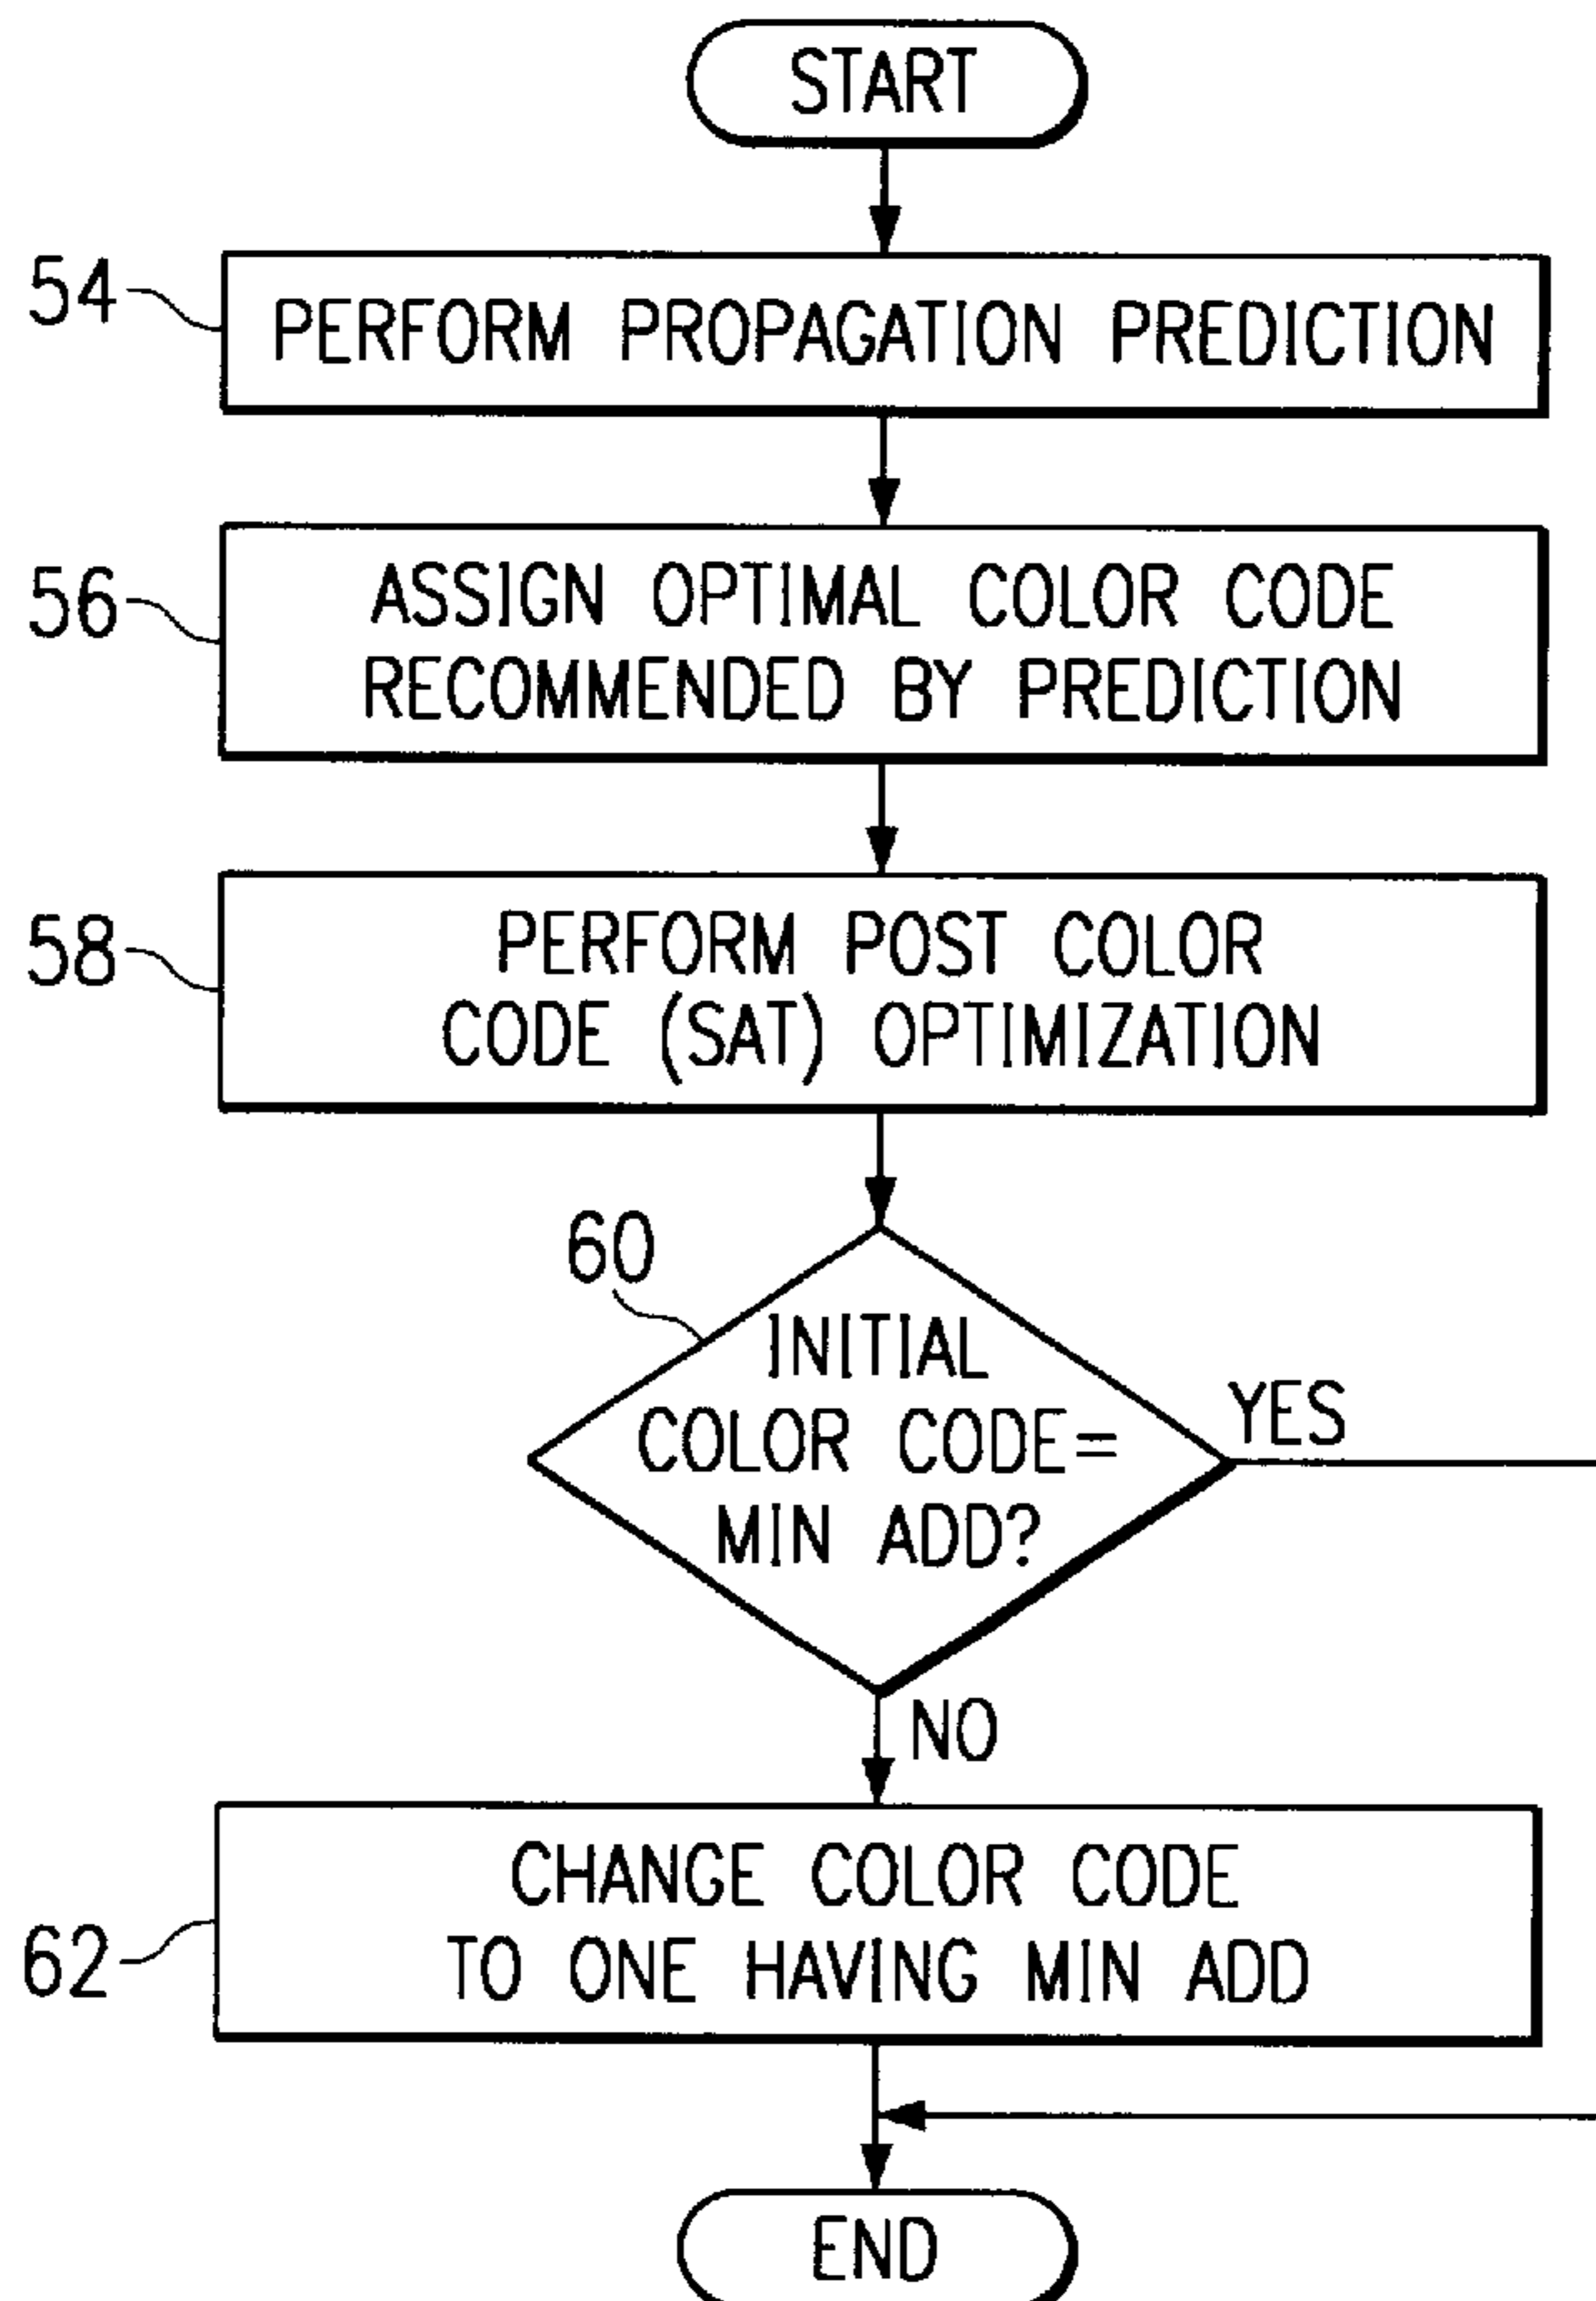 START
54
PERFORM PROPAGATION PREDICTION
56
ASSIGN OPTIMAL COLOR CODE
RECOMMENDED BY PREDICTION
58
PERFORM POST COLOR
CODE (SAT) OPTIMIZATION
60
INITIAL
COLOR CODE=
MIN ADD?
YES
NO
CHANGE COLOR CODE
TO ONE HAVING MIN ADD
62
END